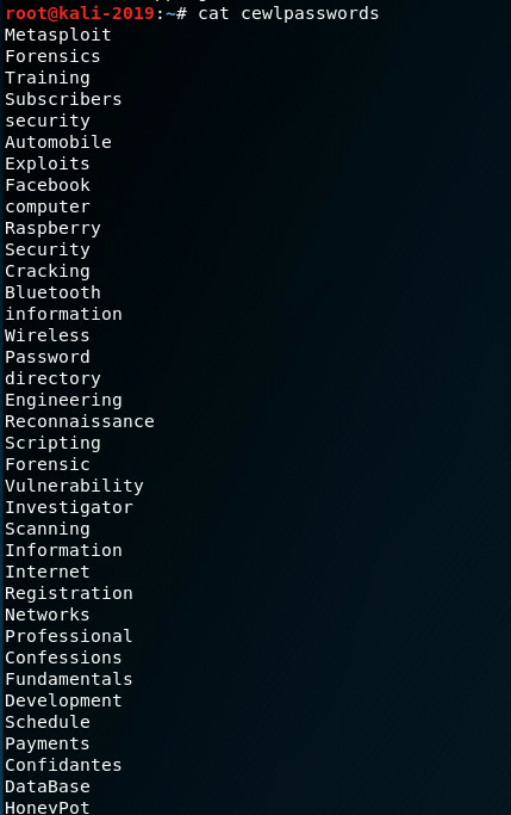 root@kali-2019:~# cat cewlpasswords
Metasploit
Forensics
Training
Subscribers
security
Automobile
Exploits
Facebook
computer
Raspberry
Security
Cracking
Bluetooth
information
Wireless
Password
directory
Engineering
Reconnaissance
Scripting
Forensic
Vulnerability
Investigator
Scanning
Information
Internet
Registration
Networks
Professional
Confessions
Fundamentals
Development
Schedule
Payments
Confidantes
DataBase
HoneyPot